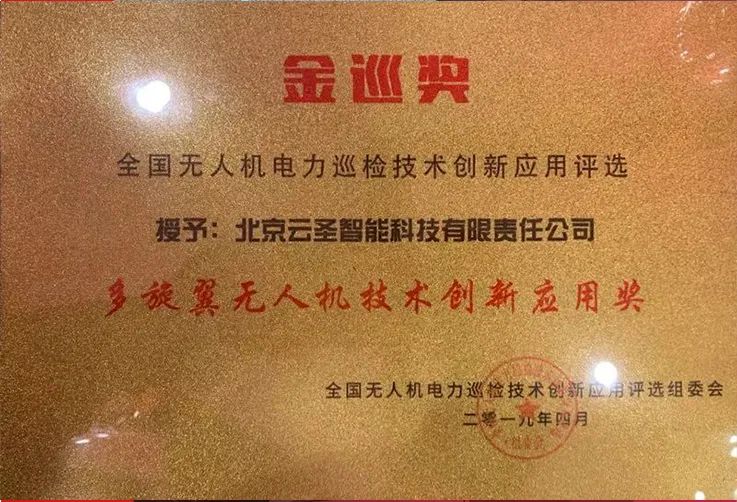 金巡奖
全国无人机电力巡检技术创新应用评选
授予：北京云圣智能科技有限责任公司
多旋翼无人机技术创新应用奖
全国无人机电力巡检技术创新应用评选组委会
二零一九年四月